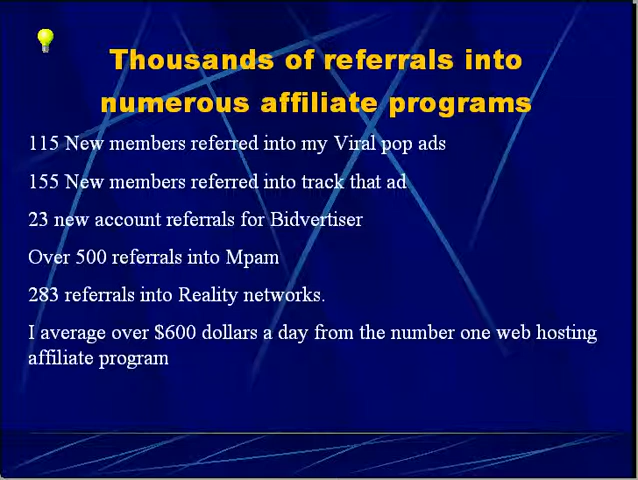 Thousands of referrals into
numerous affiliate programs
115 New members referred into my Viral pop ads
155 New members referred into track that ad
23 new account referrals for Bidvertiser
Over 500 referrals into Mpam
283 referrals into Reality networks.
I average over $600 dollars a day from the number one web hosting
affiliate program